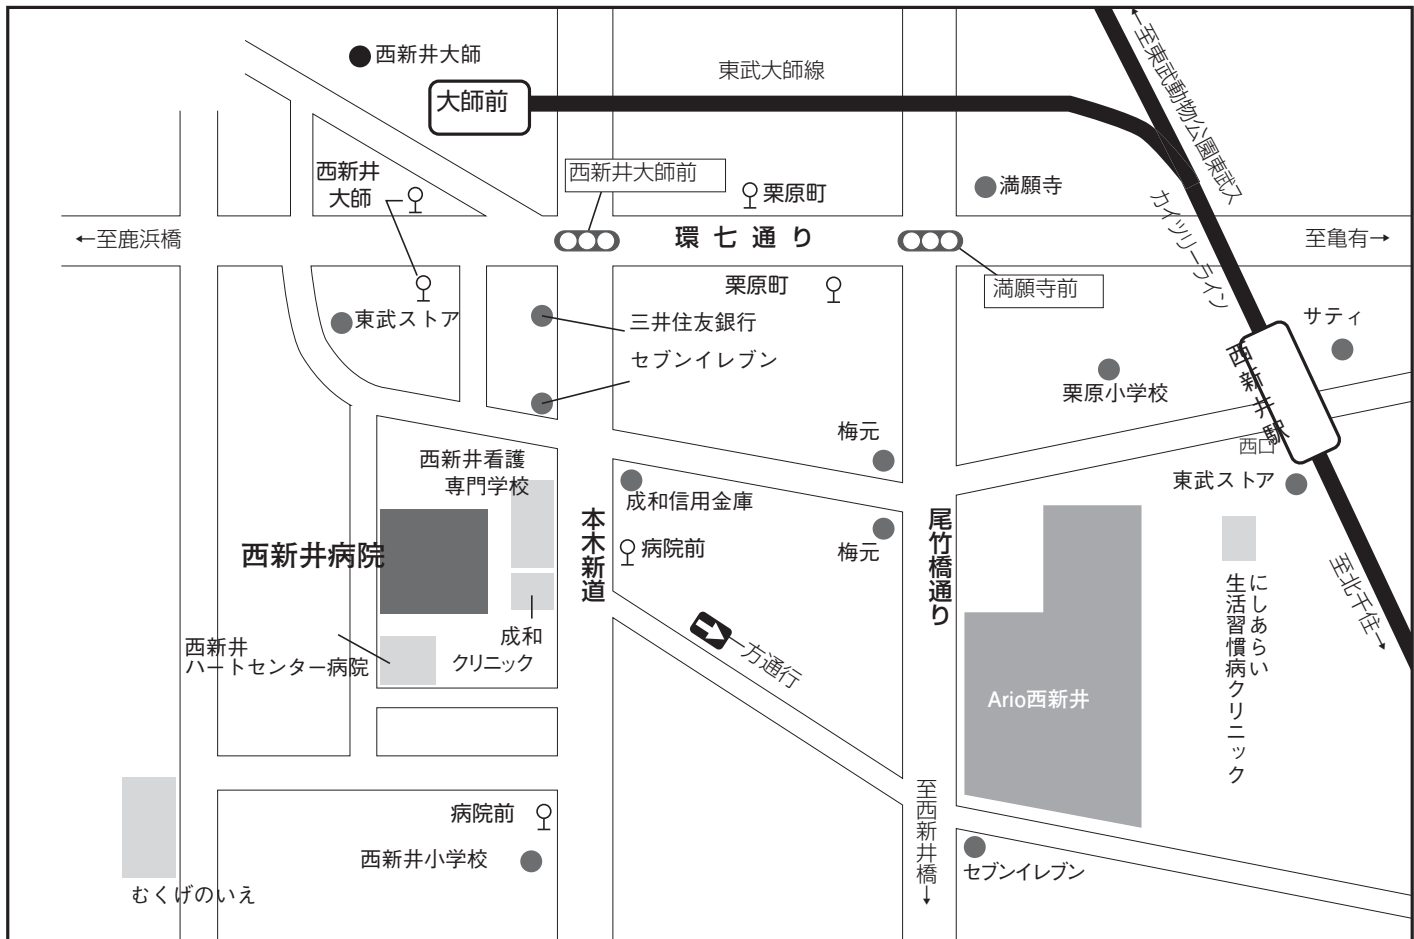 西新井大師
大師前
東武大師線
←至東武動物公園東武ス
カイツリーライン
西新井
大師
西新井大師前
栗原町
満願寺
←至鹿浜橋
環七通り
至亀有→
栗原町
満願寺前
東武ストア
三井住友銀行
セブンイレブン
サティ
西新井駅
西口
栗原小学校
梅元
西新井看護
専門学校
成和信用金庫
東武ストア
西新井病院
本木新道
病院前
梅元
尾竹橋通り
至北千住→
にしあらい
生活習慣病クリニック
西新井
ハートセンター病院
成和
クリニック
一方通行
Ario西新井
至西新井橋→
病院前
西新井小学校
セブンイレブン
むくげのいえ